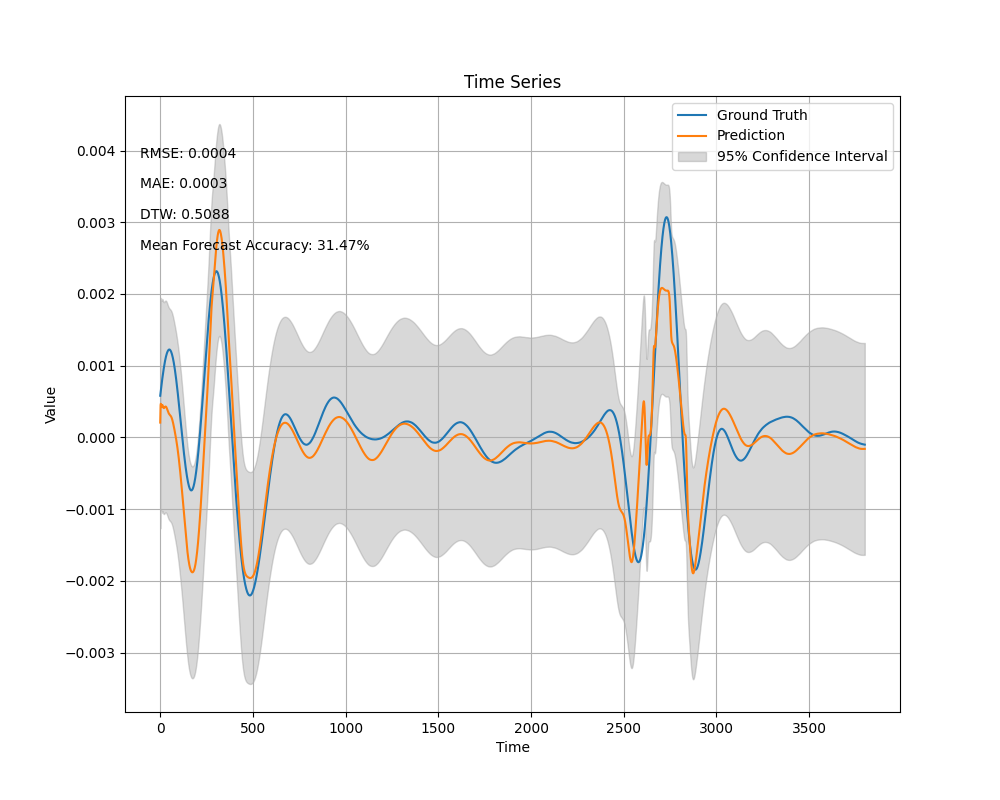 Time Series
Ground Truth
Prediction
95% Confidence Interval
RMSE: 0.0004
MAE: 0.0003
DTW: 0.5088
Mean Forecast Accuracy: 31.47%
0.004
0.003
0.002
0.001
0.000
−0.001
−0.002
−0.003
Value
0 500 1000 1500 2000 2500 3000 3500
Time